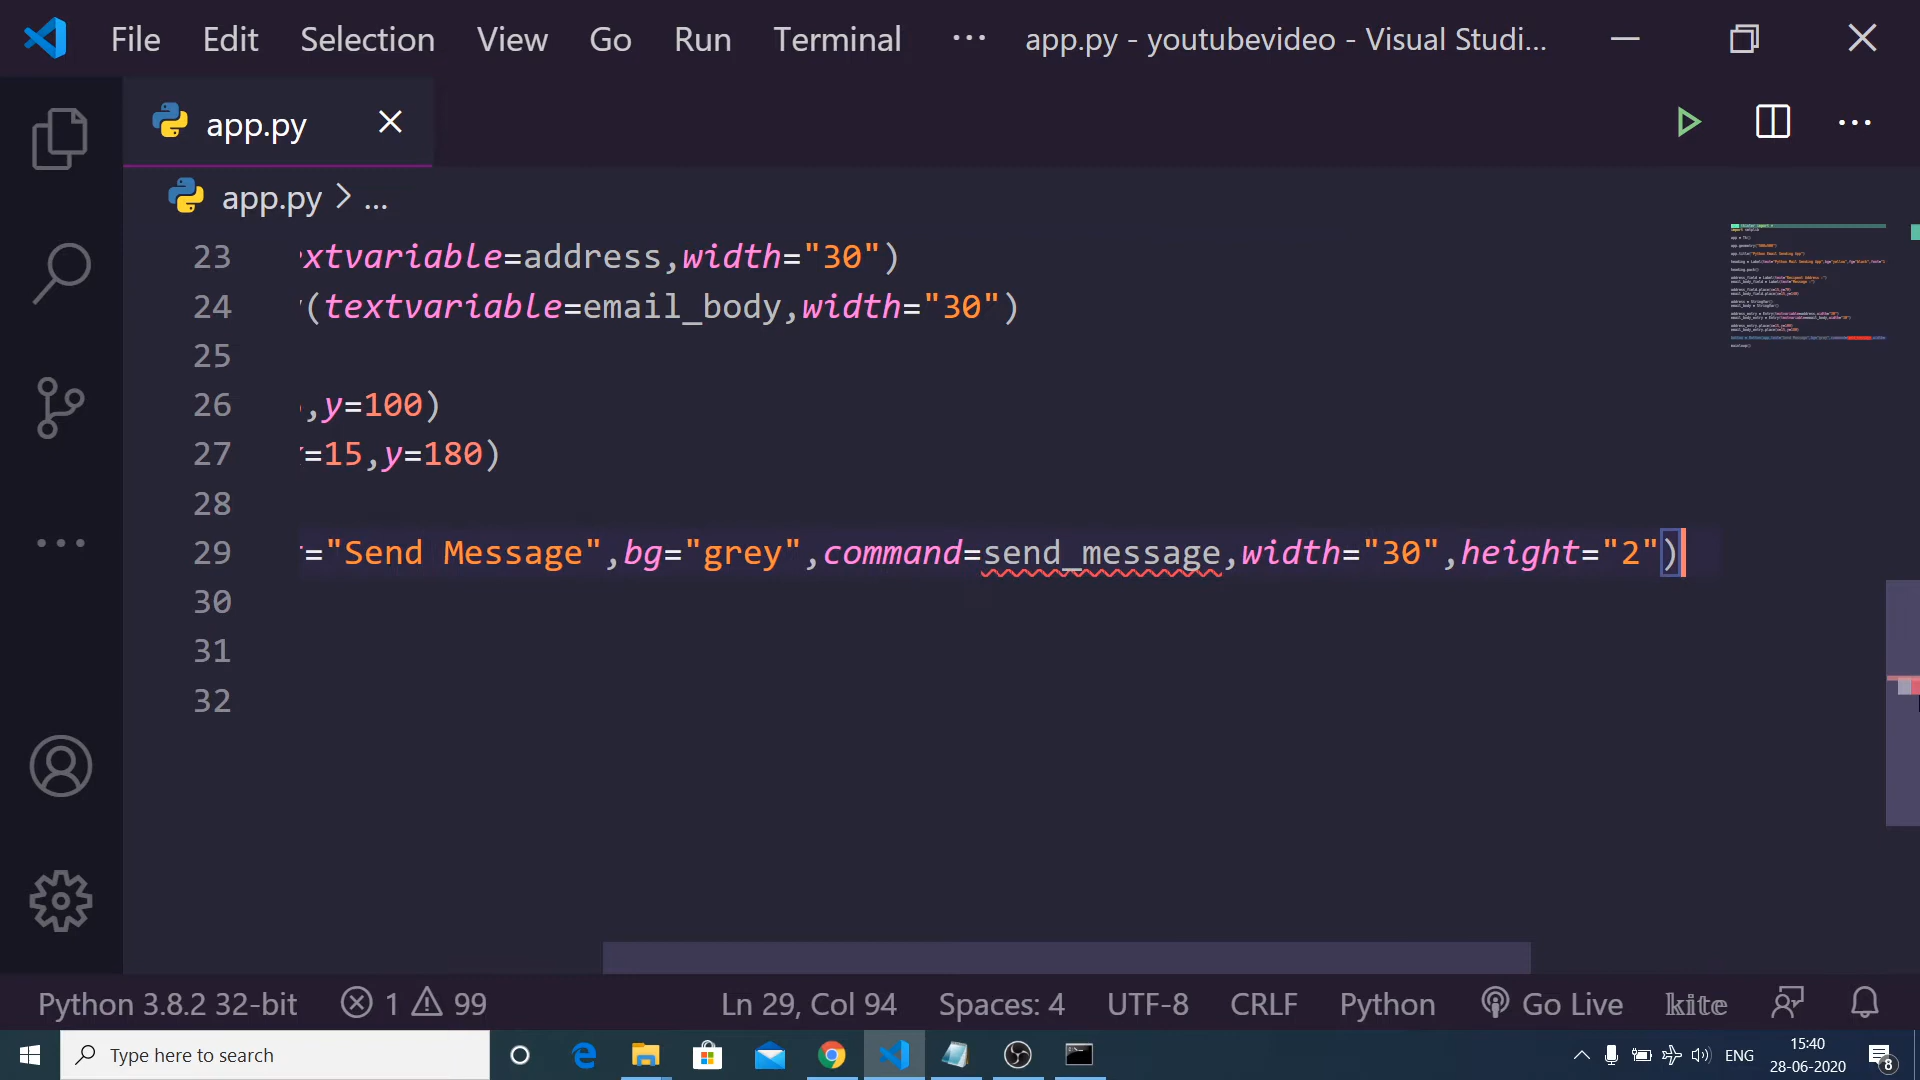 File Edit Selection View Go Run Terminal ··· app.py - youtubevideo - Visual Studi...
app.py
app.py > ...
23 xtvariable=address,width="30")
24 (textvariable=email_body,width="30")
25
26 ,y=100)
27 =15,y=180)
28
29 ="Send Message",bg="grey",command=send_message,width="30",height="2")
30
31
32
Python 3.8.2 32-bit 1 99 Ln 29, Col 94 Spaces: 4 UTF-8 CRLF Python Go Live kite
Type here to search
ENG
15:40
28-06-2020
8